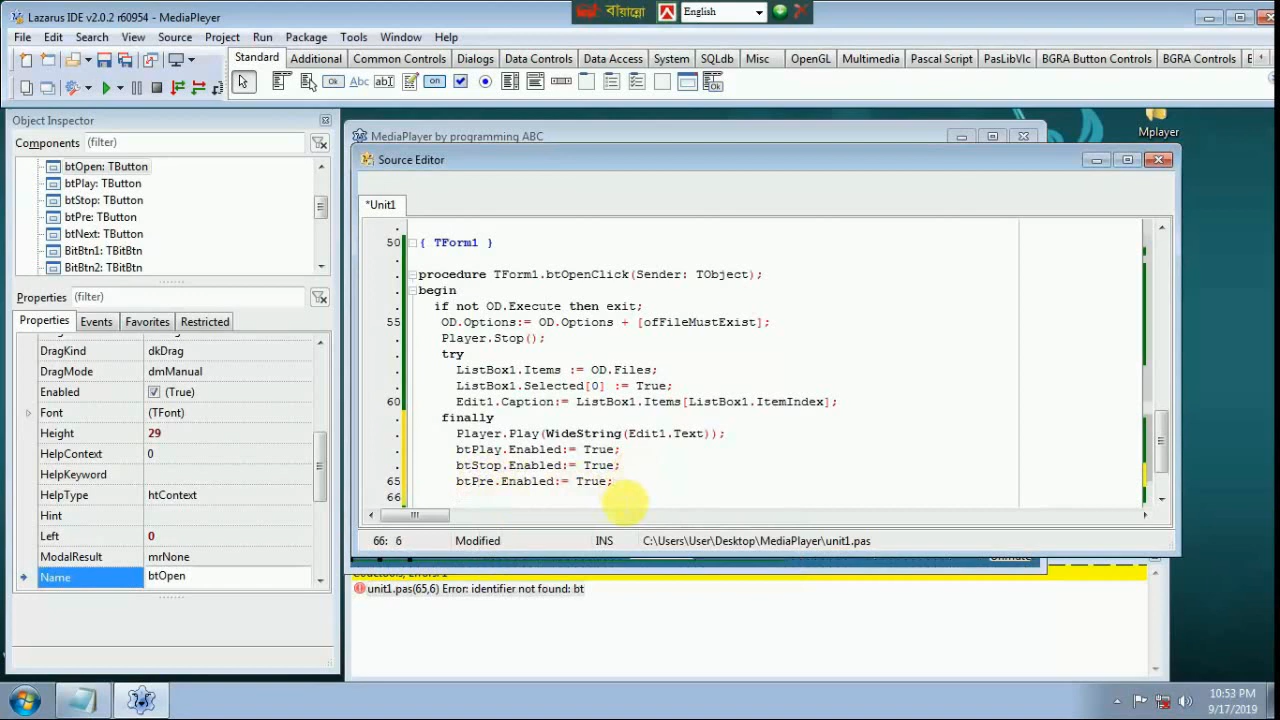 Lazarus IDE v2.0.2 r60954 - MediaPlayer
বাঁয়ান্নো
English
File Edit Search View Source Project Run Package Tools Window Help
Standard Additional Common Controls Dialogs Data Controls Data Access System SQLdb Misc OpenGL Multimedia Pascal Script PasLibVlc BGRA Button Controls BGRA Controls
Object Inspector
Components (filter)
btOpen: TButton
btPlay: TButton
btStop: TButton
btPre: TButton
btNext: TButton
BitBtn1: TBitBtn
BitBtn2: TBitBtn
Properties (filter)
Properties Events Favorites Restricted
DragKind dkDrag
DragMode dmManual
Enabled (True)
Font (TFont)
Height 29
HelpContext 0
HelpKeyword
HelpType htContext
Hint
Left 0
ModalResult mrNone
Name btOpen
MediaPlayer by programming ABC
Mplayer
Source Editor
*Unit1
50 { TForm1 }
procedure TForm1.btOpenClick(Sender: TObject);
begin
if not OD.Execute then exit;
55 OD.Options:= OD.Options + [ofFileMustExist];
Player.Stop();
try
ListBox1.Items := OD.Files;
ListBox1.Selected[0] := True;
60 Edit1.Caption:= ListBox1.Items[ListBox1.ItemIndex];
finally
Player.Play(WideString(Edit1.Text));
btPlay.Enabled:= True;
btStop.Enabled:= True;
65 btPre.Enabled:= True;
66
66: 6 Modified INS C:\Users\User\Desktop\MediaPlayer\unit1.pas
unit1.pas(65,6) Error: identifier not found: bt
10:53 PM
9/17/2019